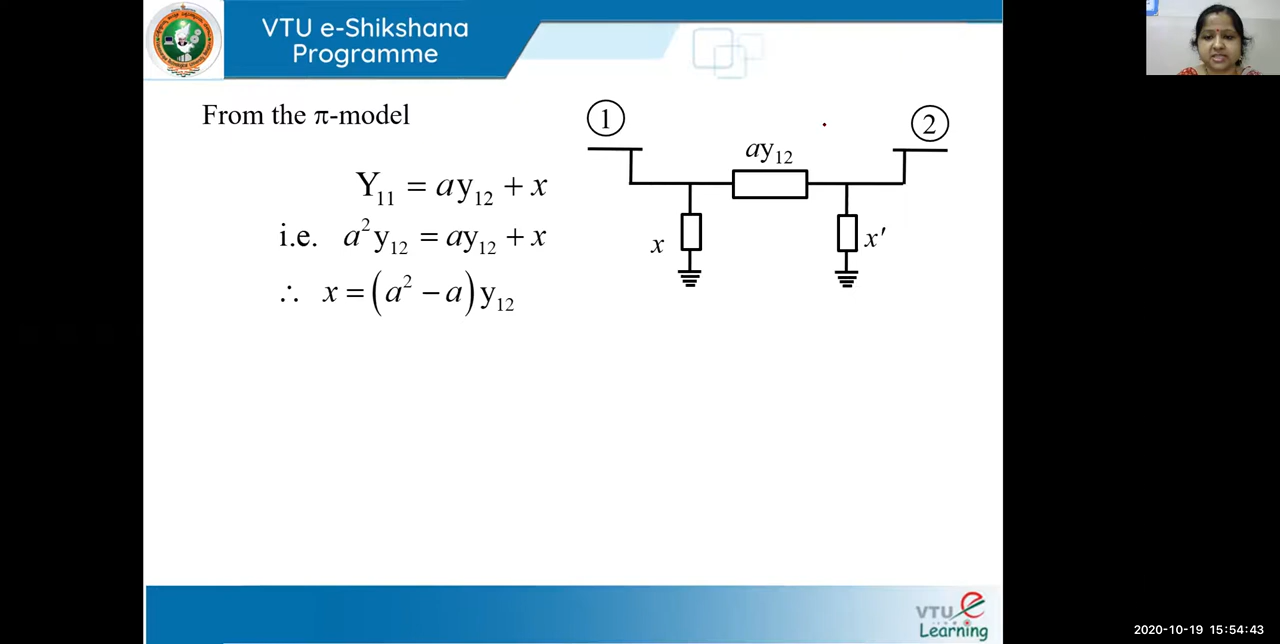 VTU e-Shikshana
Programme
From the π-model
Y₁₁ = ay₁₂ + x
i.e. a²y₁₂ = ay₁₂ + x
∴ x = (a² − a) y₁₂
1
2
ay₁₂
x
x′
VTU
Learning
2020-10-19 15:54:43